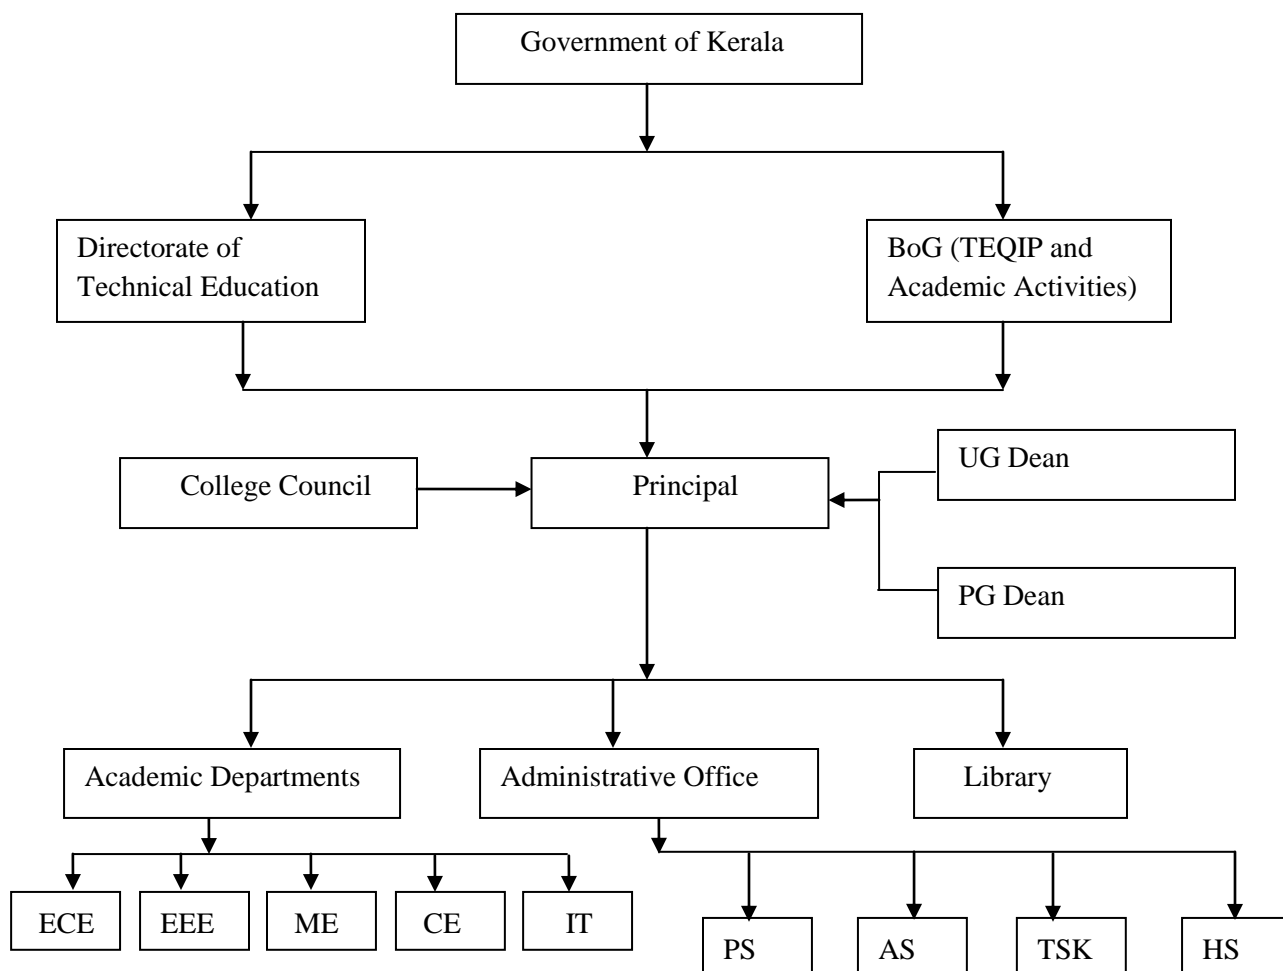 Government of Kerala
Directorate of
Technical Education
BoG (TEQIP and
Academic Activities)
College Council
Principal
UG Dean
PG Dean
Academic Departments
Administrative Office
Library
ECE
EEE
ME
CE
IT
PS
AS
TSK
HS